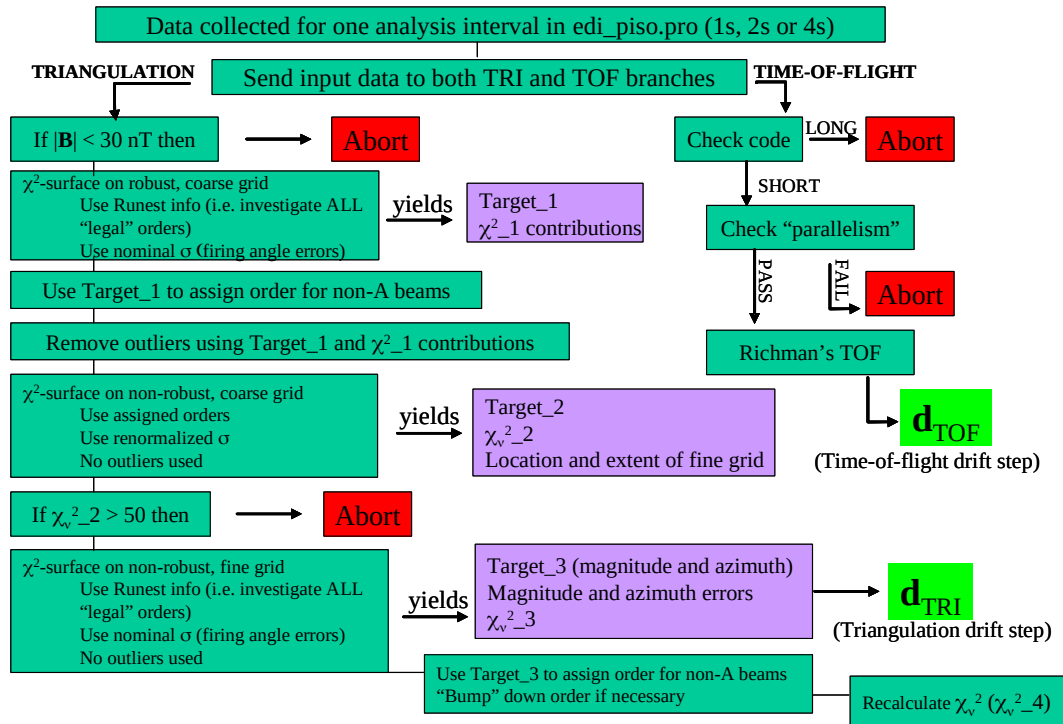 Data collected for one analysis interval in edi_piso.pro (1s, 2s or 4s)
TRIANGULATION
Send input data to both TRI and TOF branches
TIME-OF-FLIGHT
If |B| < 30 nT then
Abort
χ²-surface on robust, coarse grid
Use Runest info (i.e. investigate ALL
“legal” orders)
Use nominal σ (firing angle errors)
yields
Target_1
χ²_1 contributions
Use Target_1 to assign order for non-A beams
Remove outliers using Target_1 and χ²_1 contributions
χ²-surface on non-robust, coarse grid
Use assigned orders
Use renormalized σ
No outliers used
yields
Target_2
χᵥ²_2
Location and extent of fine grid
If χᵥ²_2 > 50 then
Abort
χ²-surface on non-robust, fine grid
Use Runest info (i.e. investigate ALL
“legal” orders)
Use nominal σ (firing angle errors)
No outliers used
yields
Target_3 (magnitude and azimuth)
Magnitude and azimuth errors
χᵥ²_3
dTRI
(Triangulation drift step)
Use Target_3 to assign order for non-A beams
“Bump” down order if necessary
Recalculate χᵥ² (χᵥ²_4)
Check code
LONG
Abort
SHORT
Check “parallelism”
PASS
FAIL
Abort
Richman’s TOF
dTOF
(Time-of-flight drift step)